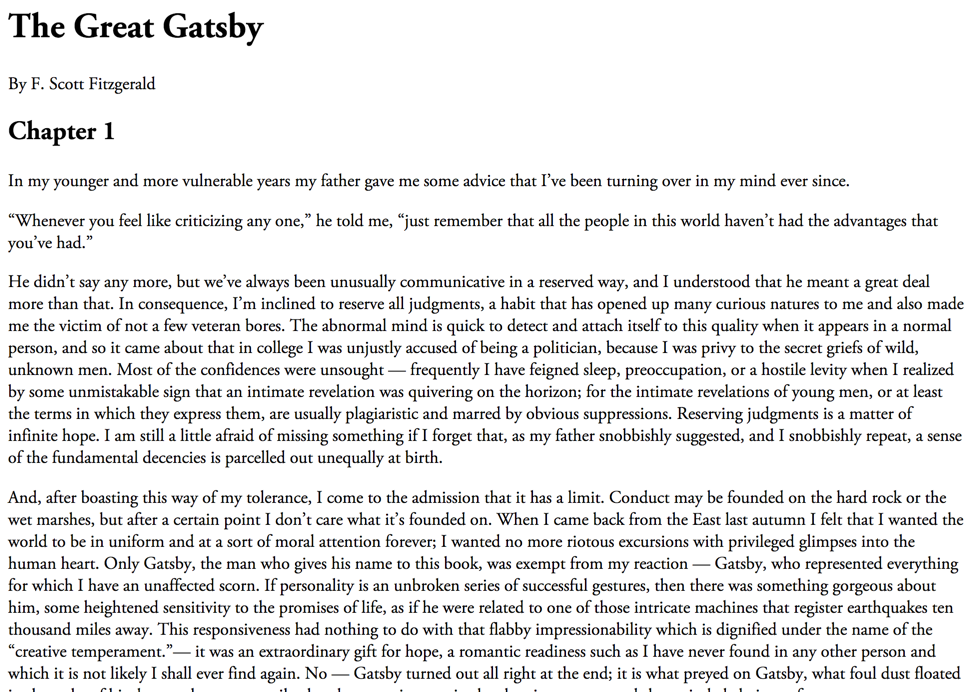 The Great Gatsby
By F. Scott Fitzgerald
Chapter 1
In my younger and more vulnerable years my father gave me some advice that I’ve been turning over in my mind ever since.
“Whenever you feel like criticizing any one,” he told me, “just remember that all the people in this world haven’t had the advantages that
you’ve had.”
He didn’t say any more, but we’ve always been unusually communicative in a reserved way, and I understood that he meant a great deal
more than that. In consequence, I’m inclined to reserve all judgments, a habit that has opened up many curious natures to me and also made
me the victim of not a few veteran bores. The abnormal mind is quick to detect and attach itself to this quality when it appears in a normal
person, and so it came about that in college I was unjustly accused of being a politician, because I was privy to the secret griefs of wild,
unknown men. Most of the confidences were unsought — frequently I have feigned sleep, preoccupation, or a hostile levity when I realized
by some unmistakable sign that an intimate revelation was quivering on the horizon; for the intimate revelations of young men, or at least
the terms in which they express them, are usually plagiaristic and marred by obvious suppressions. Reserving judgments is a matter of
infinite hope. I am still a little afraid of missing something if I forget that, as my father snobbishly suggested, and I snobbishly repeat, a sense
of the fundamental decencies is parcelled out unequally at birth.
And, after boasting this way of my tolerance, I come to the admission that it has a limit. Conduct may be founded on the hard rock or the
wet marshes, but after a certain point I don’t care what it’s founded on. When I came back from the East last autumn I felt that I wanted the
world to be in uniform and at a sort of moral attention forever; I wanted no more riotous excursions with privileged glimpses into the
human heart. Only Gatsby, the man who gives his name to this book, was exempt from my reaction — Gatsby, who represented everything
for which I have an unaffected scorn. If personality is an unbroken series of successful gestures, then there was something gorgeous about
him, some heightened sensitivity to the promises of life, as if he were related to one of those intricate machines that register earthquakes ten
thousand miles away. This responsiveness had nothing to do with that flabby impressionability which is dignified under the name of the
“creative temperament.”— it was an extraordinary gift for hope, a romantic readiness such as I have never found in any other person and
which it is not likely I shall ever find again. No — Gatsby turned out all right at the end; it is what preyed on Gatsby, what foul dust floated